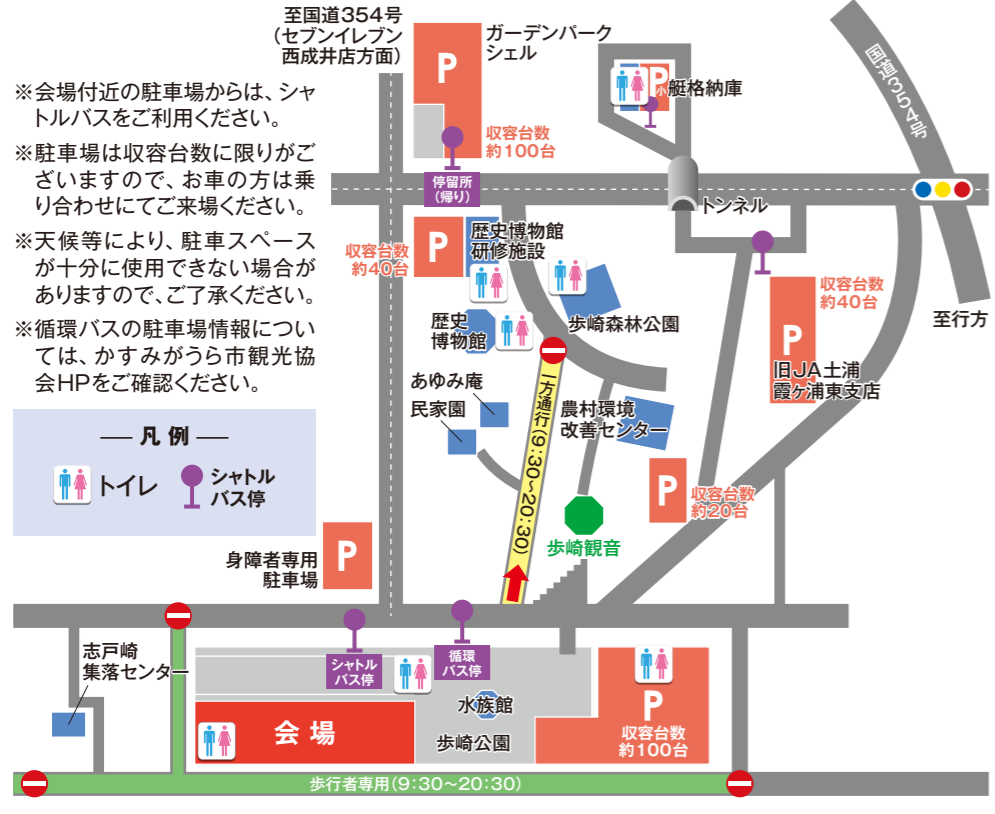 至国道354号
(セブンイレブン
西成井店方面)
P
ガーデンパーク
シェル
収容台数
約100台
停留所
(帰り)
P
艇格納庫
国道354号
トンネル
至行方
※会場付近の駐車場からは、シャ
トルバスをご利用ください。
※駐車場は収容台数に限りがご
ざいますので、お車の方は乗
り合わせにてご来場ください。
※天候等により、駐車スペース
が十分に使用できない場合が
ありますので、ご了承ください。
※循環バスの駐車場情報につい
ては、かすみがうら市観光協
会HPをご確認ください。
凡例
トイレ
シャトル
バス停
収容台数
約40台
P
歴史博物館
研修施設
歴史
博物館
歩崎森林公園
収容台数
約40台
P
旧JA土浦
霞ヶ浦東支店
あゆみ庵
民家園
一方通行(9:30~20:30)
農村環境
改善センター
P
収容台数
約20台
歩崎観音
身障者専用
駐車場
P
志戸崎
集落センター
シャトル
バス停
循環
バス停
水族館
歩崎公園
会場
P
収容台数
約100台
歩行者専用(9:30~20:30)